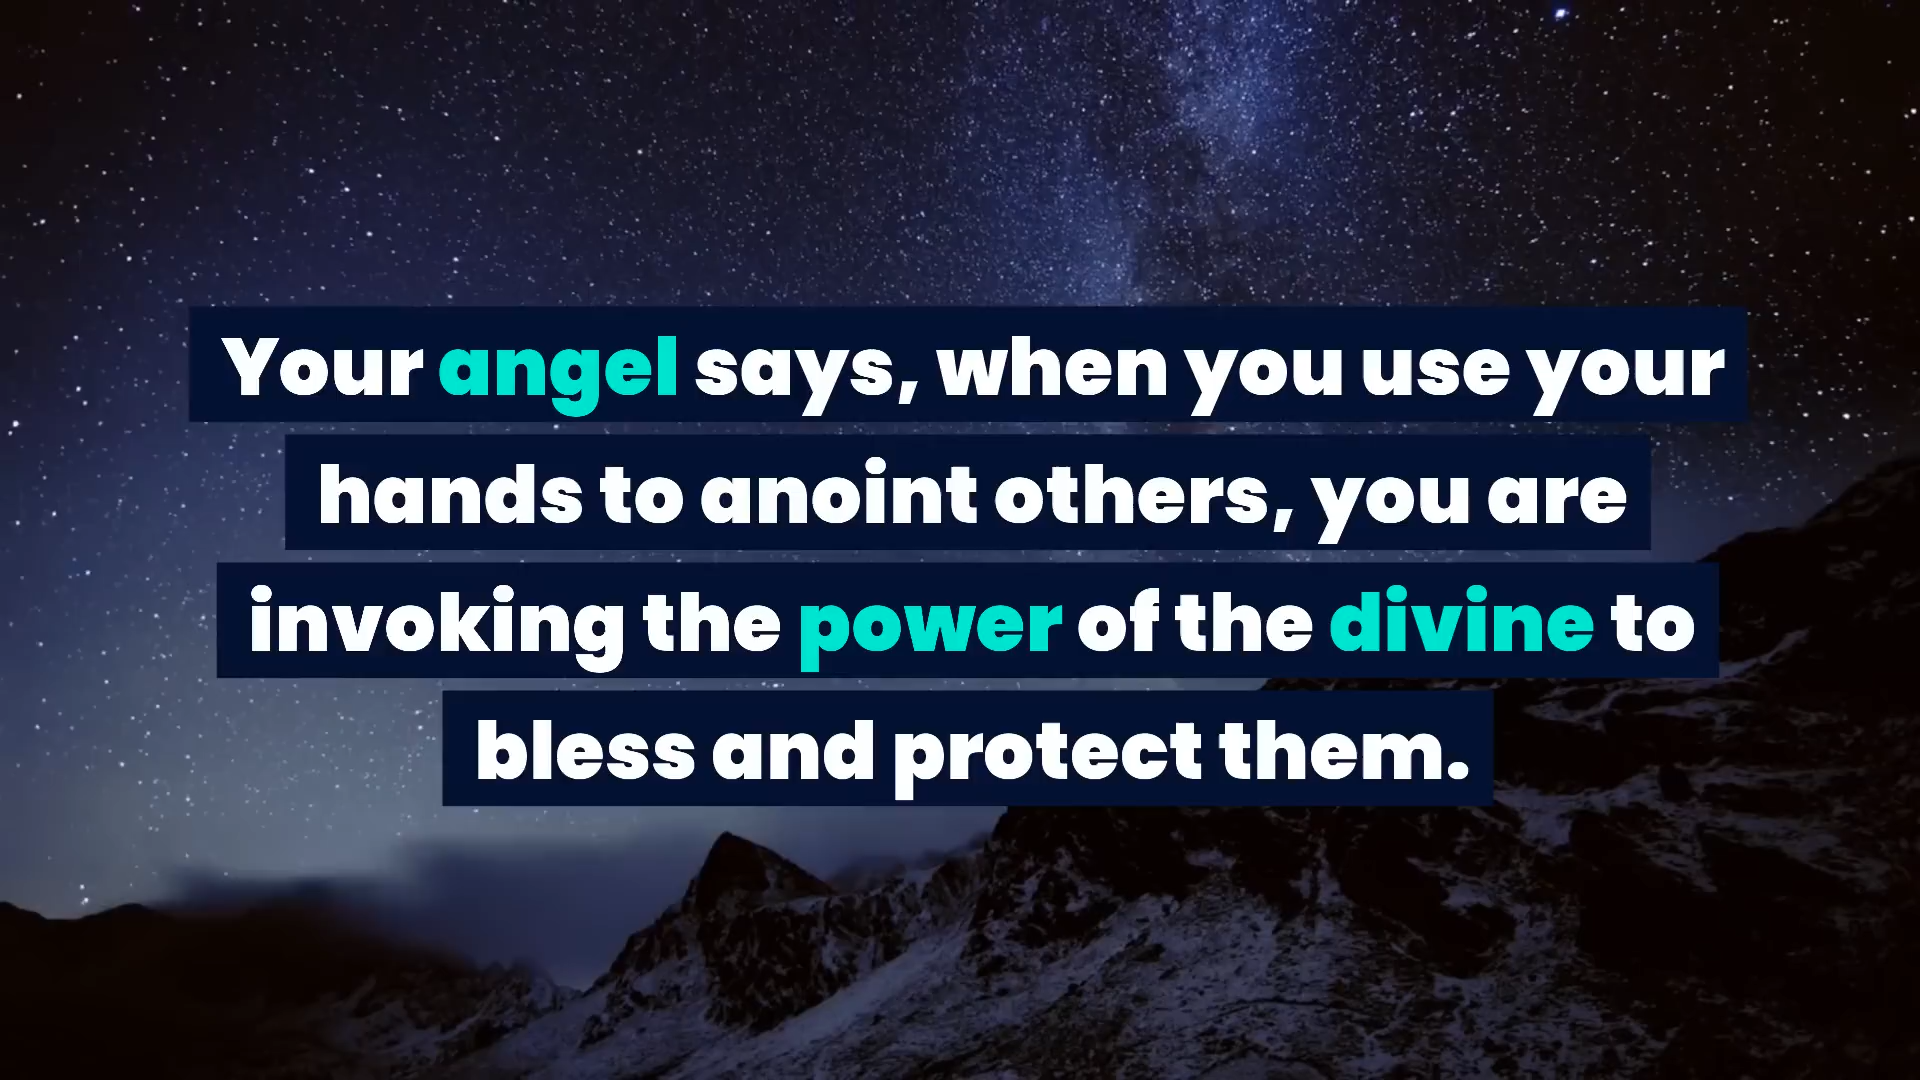 Your angel says, when you use your
hands to anoint others, you are
invoking the power of the divine to
bless and protect them.